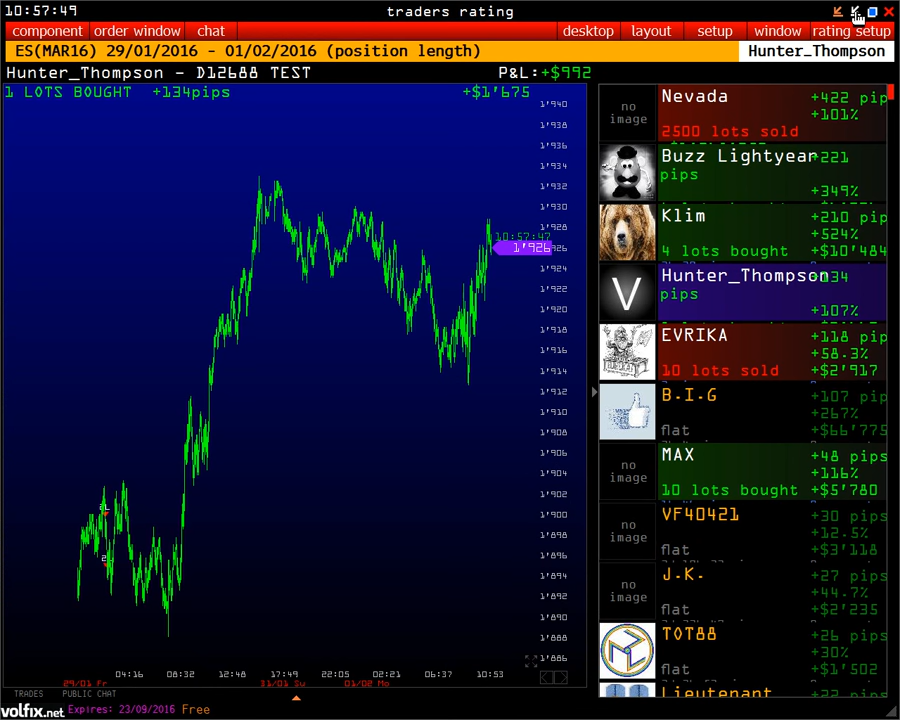 10:57:49 traders rating
component order window chat desktop layout setup window rating setup
ES(MAR16) 29/01/2016 - 01/02/2016 (position length) Hunter_Thompson
Hunter_Thompson - D12688 TEST P&L:+$992
1 LOTS BOUGHT +134pips +$1'675
1'940
1'938
1'936
1'934
1'932
1'930
1'928
10:57:47
1'926
1'924
1'922
1'920
1'918
1'916
1'914
1'912
1'910
1'908
1'906
1'904
1'902
1'900
1'898
1'896
1'894
1'892
1'890
1'888
1'886
2L
2
04:16 08:32 12:48 17:49 22:05 02:21 06:37 10:53
29/01 Fr 31/01 Su 01/02 Mo
no image
Nevada +422 pip
+101%
2500 lots sold
Buzz Lightyear +221
pips
+349%
Klim +210 pip
+524%
4 lots bought +$10'484
V
Hunter_Thompson +134
pips
+107%
EVRIKA +118 pip
+58.3%
10 lots sold +$2'917
B.I.G +107 pip
+267%
flat +$66'775
no image
MAX +48 pips
+116%
10 lots bought +$5'780
no image
VF40421 +30 pips
+12.5%
flat +$3'118
no image
J.K. +27 pips
+44.7%
flat +$2'235
TOT88 +26 pips
+30%
flat +$1'502
Lieutenant +22 pips
TRADES PUBLIC CHAT
volfix.net Expires: 23/09/2016 Free